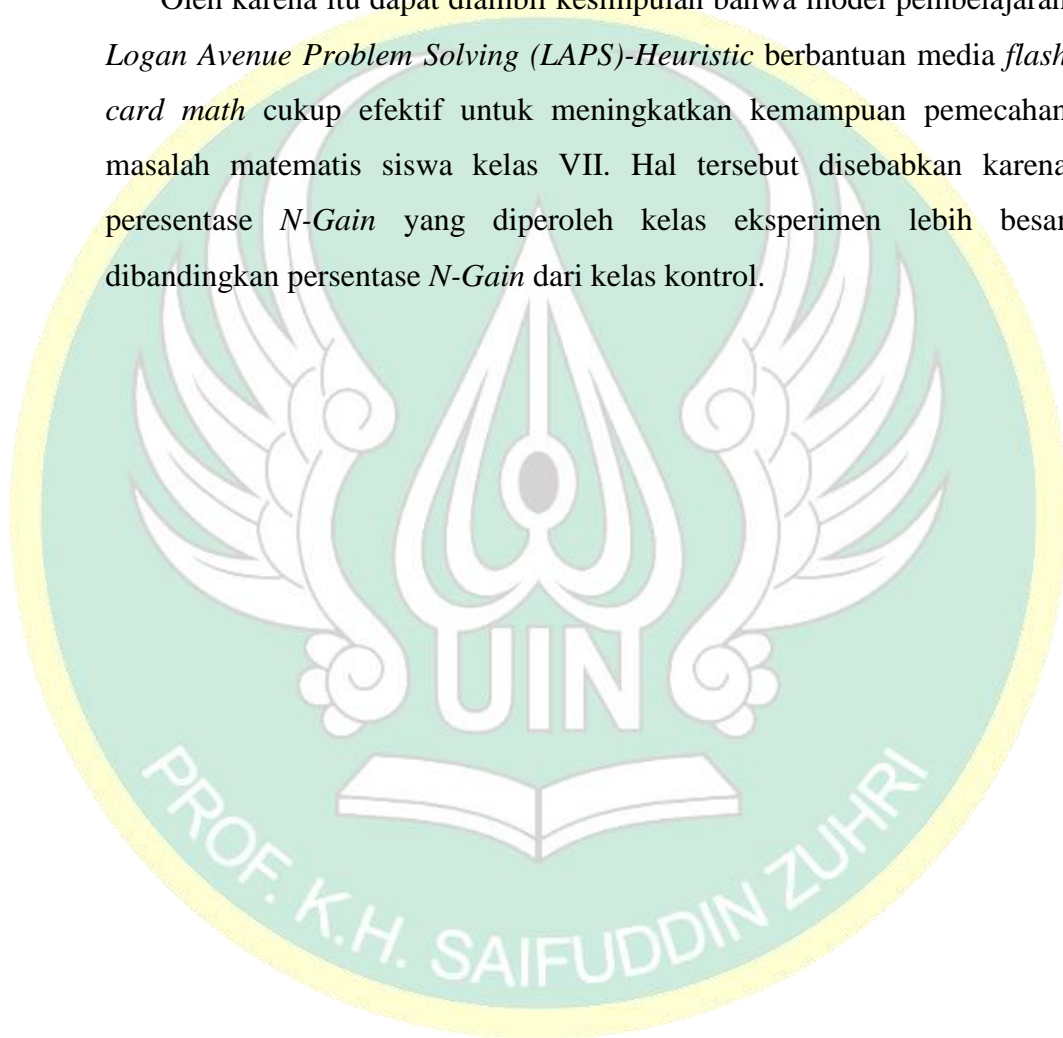 Oleh karena itu dapat diambil kesimpulan bahwa model pembelajaran
Logan Avenue Problem Solving (LAPS)-Heuristic berbantuan media flash
card math cukup efektif untuk meningkatkan kemampuan pemecahan
masalah matematis siswa kelas VII. Hal tersebut disebabkan karena
peresentase N-Gain yang diperoleh kelas eksperimen lebih besar
dibandingkan persentase N-Gain dari kelas kontrol.
UIN
PROF. K.H. SAIFUDDIN ZUHRI